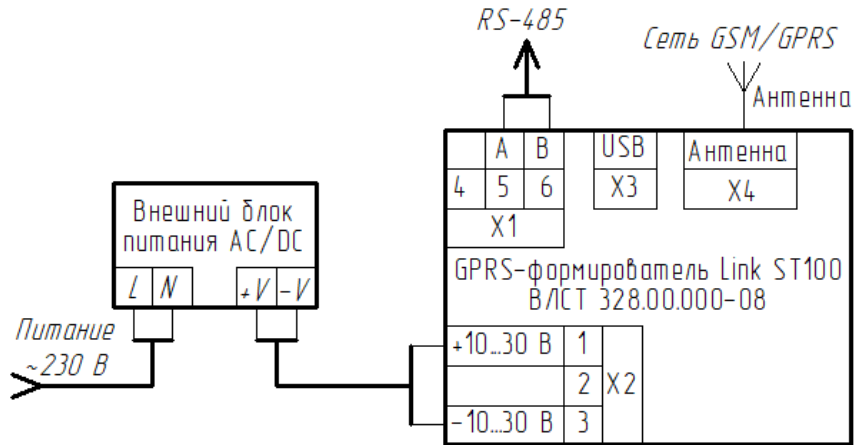 RS-485
Сеть GSM/GPRS
Антенна
A B USB Антенна
4 5 6 X3 X4
X1
Внешний блок
питания AC/DC
L N +V -V
GPRS-формирователь Link ST100
ВЛСТ 328.00.000-08
Питание
~230 В
+10...30 В 1
2 X2
-10...30 В 3